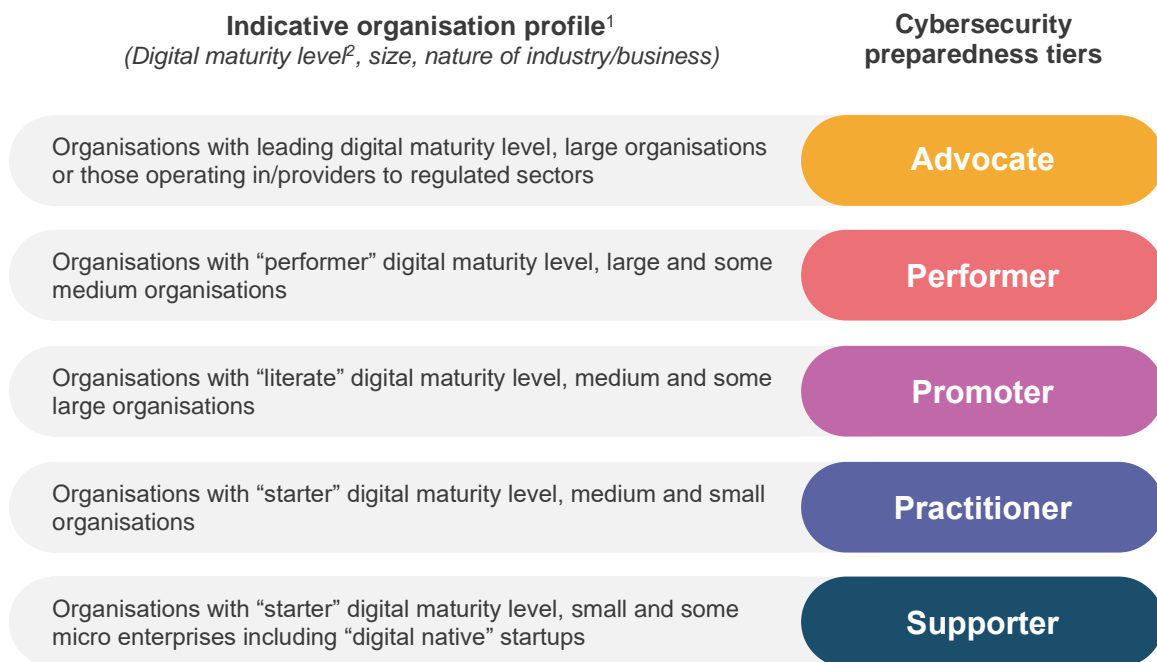 Indicative organisation profile¹
(Digital maturity level², size, nature of industry/business)
Cybersecurity
preparedness tiers
Organisations with leading digital maturity level, large organisations
or those operating in/providers to regulated sectors
Advocate
Organisations with “performer” digital maturity level, large and some
medium organisations
Performer
Organisations with “literate” digital maturity level, medium and some
large organisations
Promoter
Organisations with “starter” digital maturity level, medium and small
organisations
Practitioner
Organisations with “starter” digital maturity level, small and some
micro enterprises including “digital native” startups
Supporter